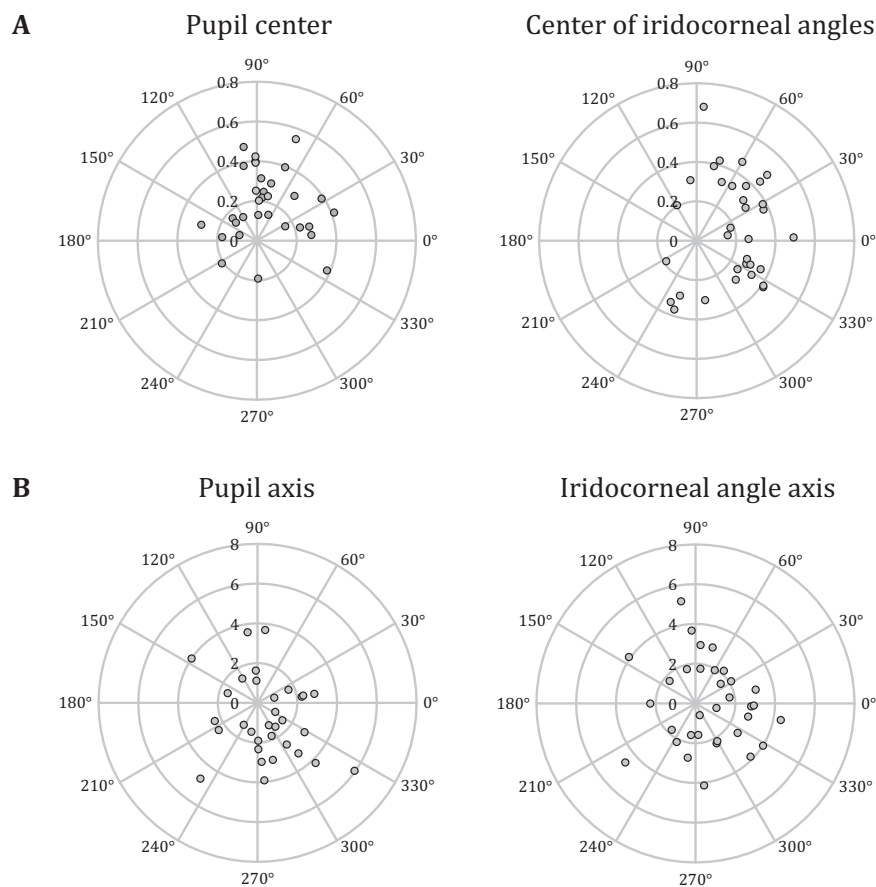 A Pupil center Center of iridocorneal angles
90° 90°
120° 0.8 60° 120° 0.8 60°
0.6 0.6
150° 0.4 30° 150° 0.4 30°
0.2 0.2
180° 0 0° 180° 0 0°
210° 330° 210° 330°
240° 300° 240° 300°
270° 270°
B Pupil axis Iridocorneal angle axis
90° 90°
120° 8 60° 120° 8 60°
6 6
150° 4 30° 150° 4 30°
2 2
180° 0 0° 180° 0 0°
210° 330° 210° 330°
240° 300° 240° 300°
270° 270°